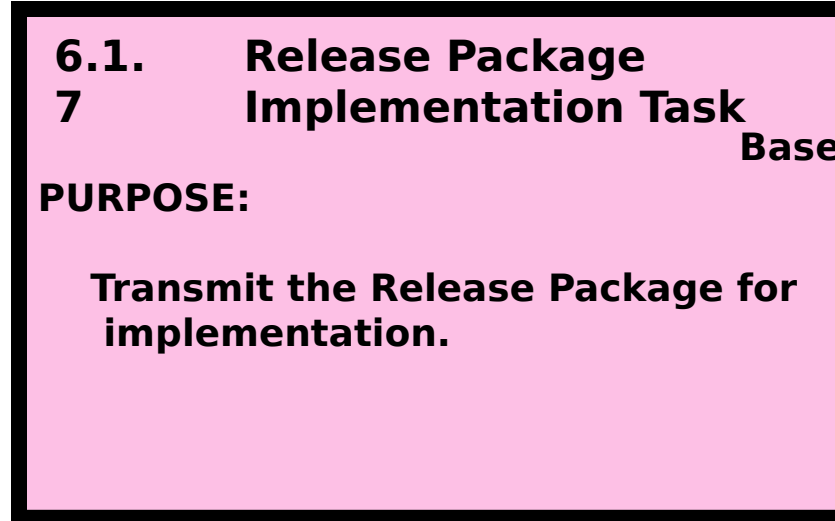 6.1. Release Package
7 Implementation Task
Base
PURPOSE:
Transmit the Release Package for
implementation.